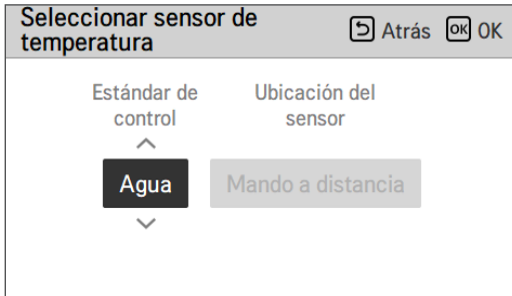 Seleccionar sensor de
temperatura
Atrás OK OK
Estándar de
control
Ubicación del
sensor
Agua
Mando a distancia